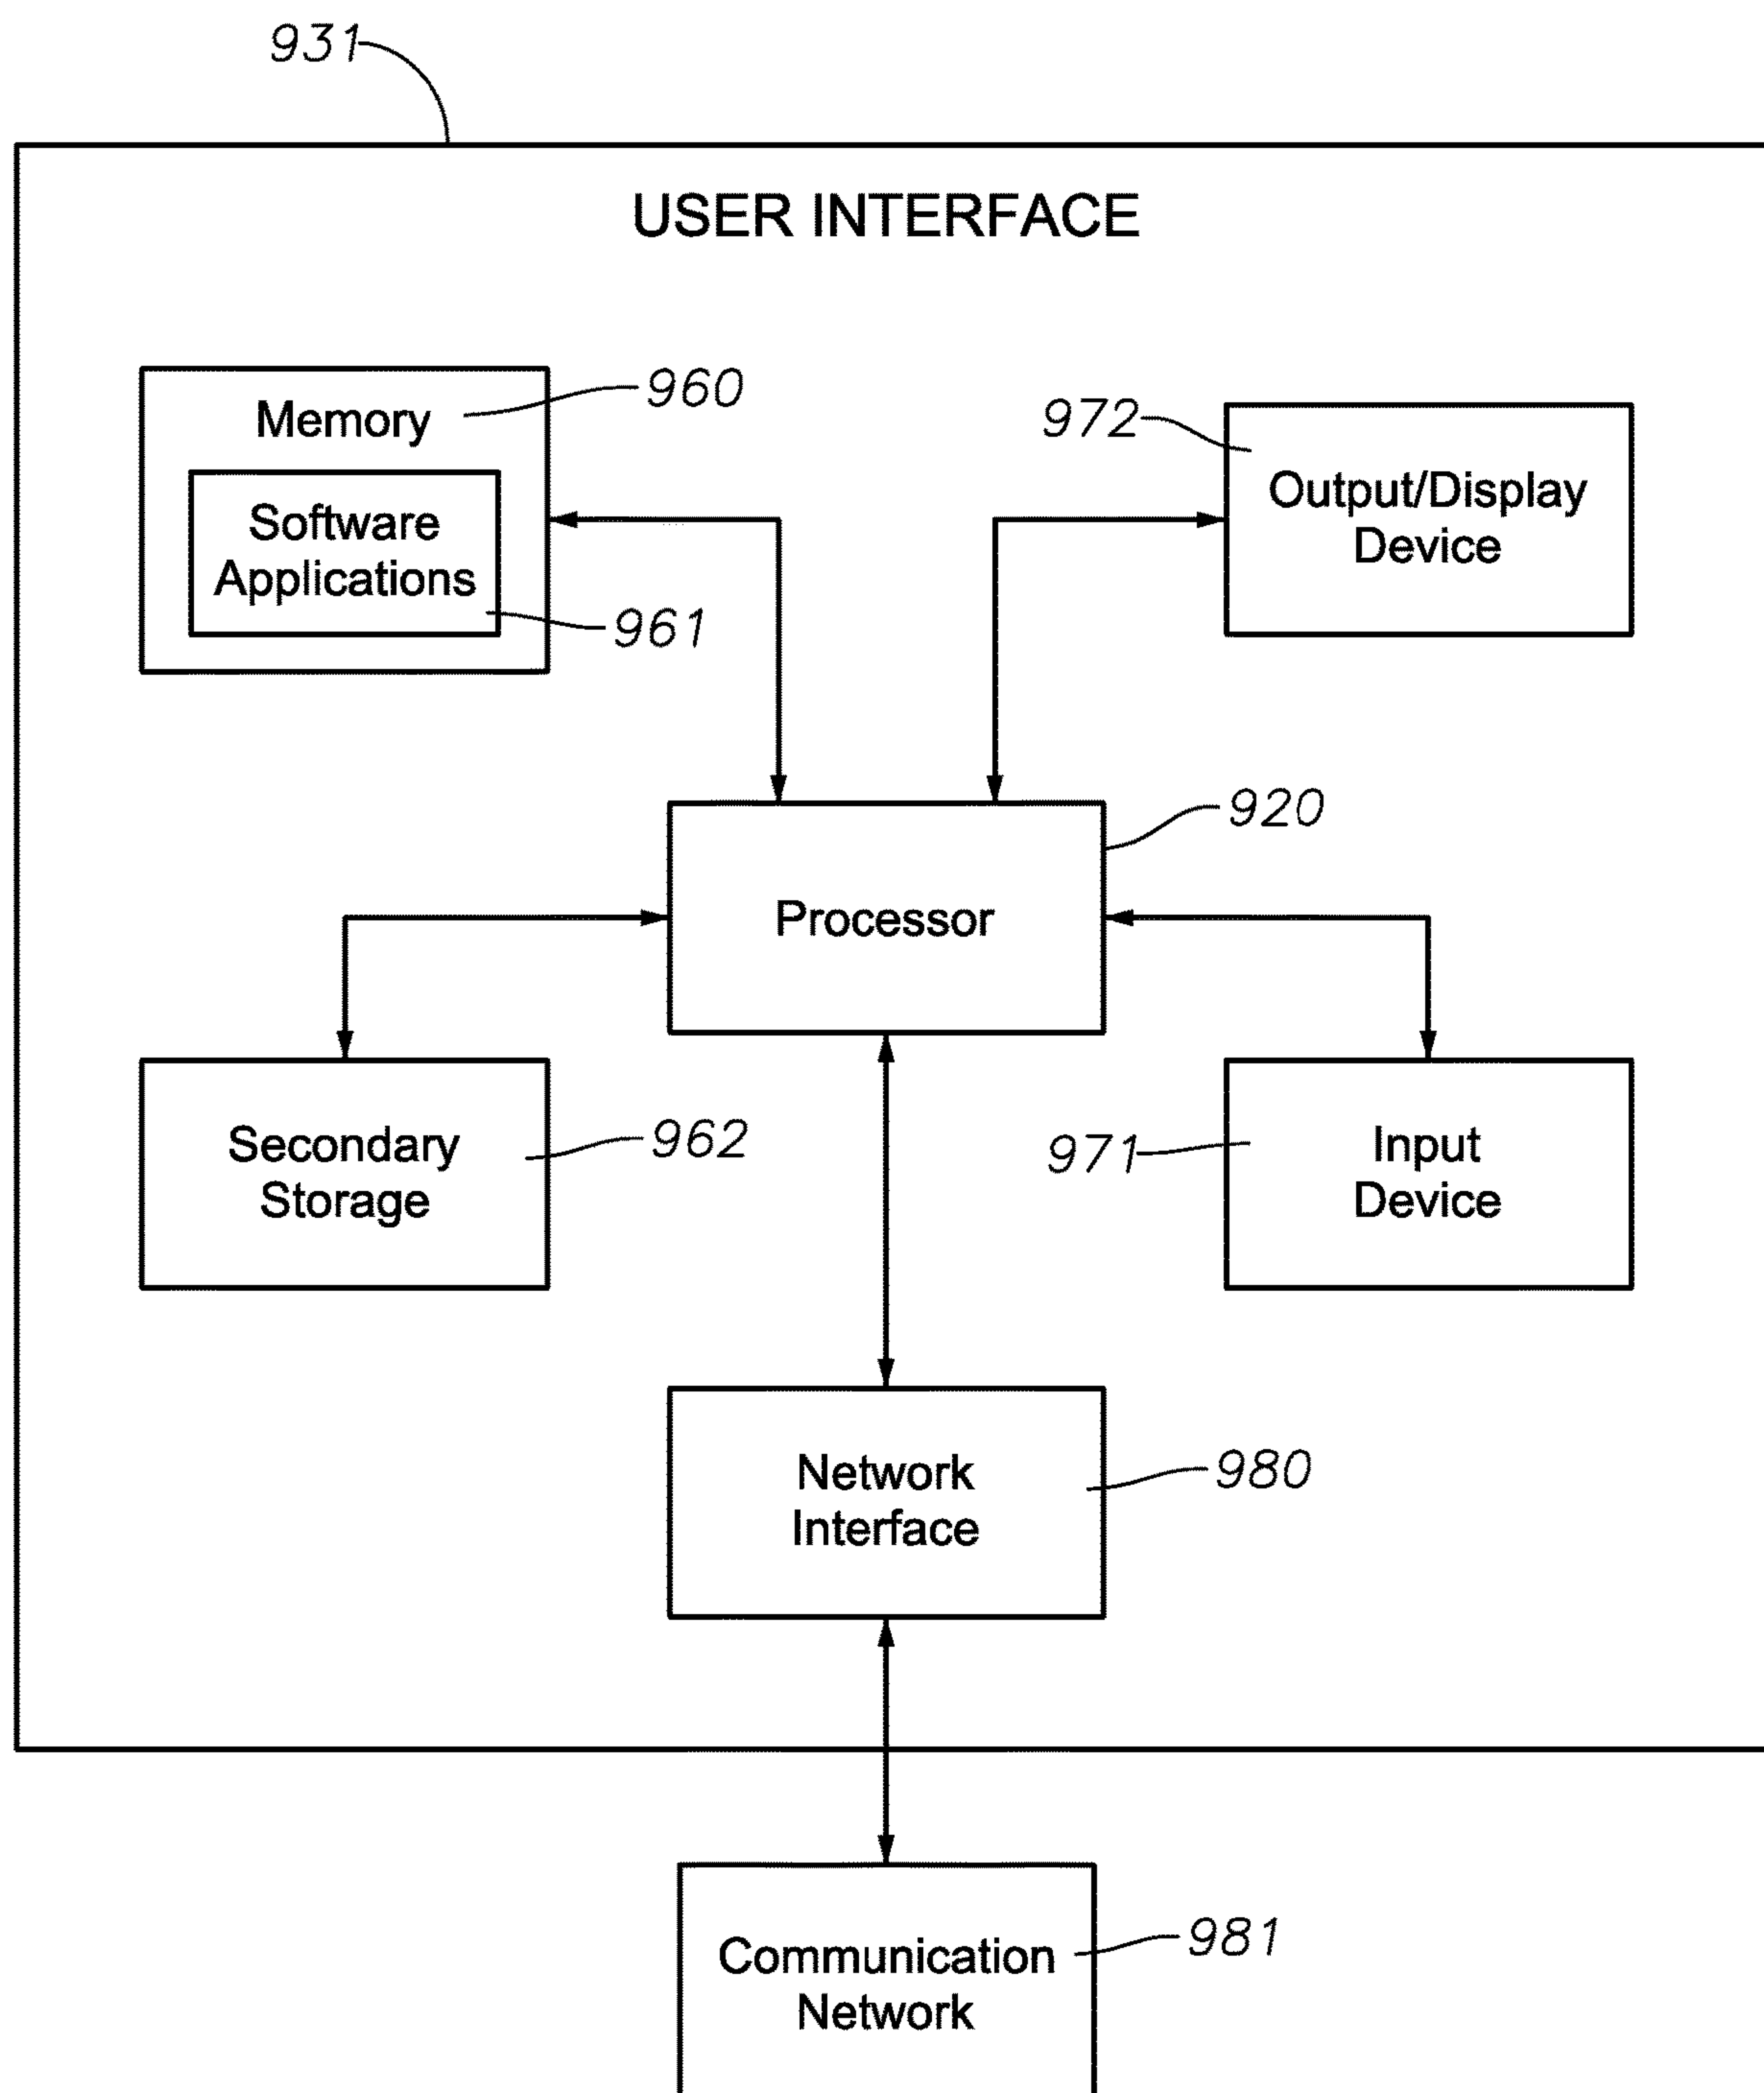 931
USER INTERFACE
Memory
960
Software
Applications
961
972
Output/Display
Device
920
Processor
Secondary
Storage
962
971
Input
Device
Network
Interface
980
Communication
Network
981